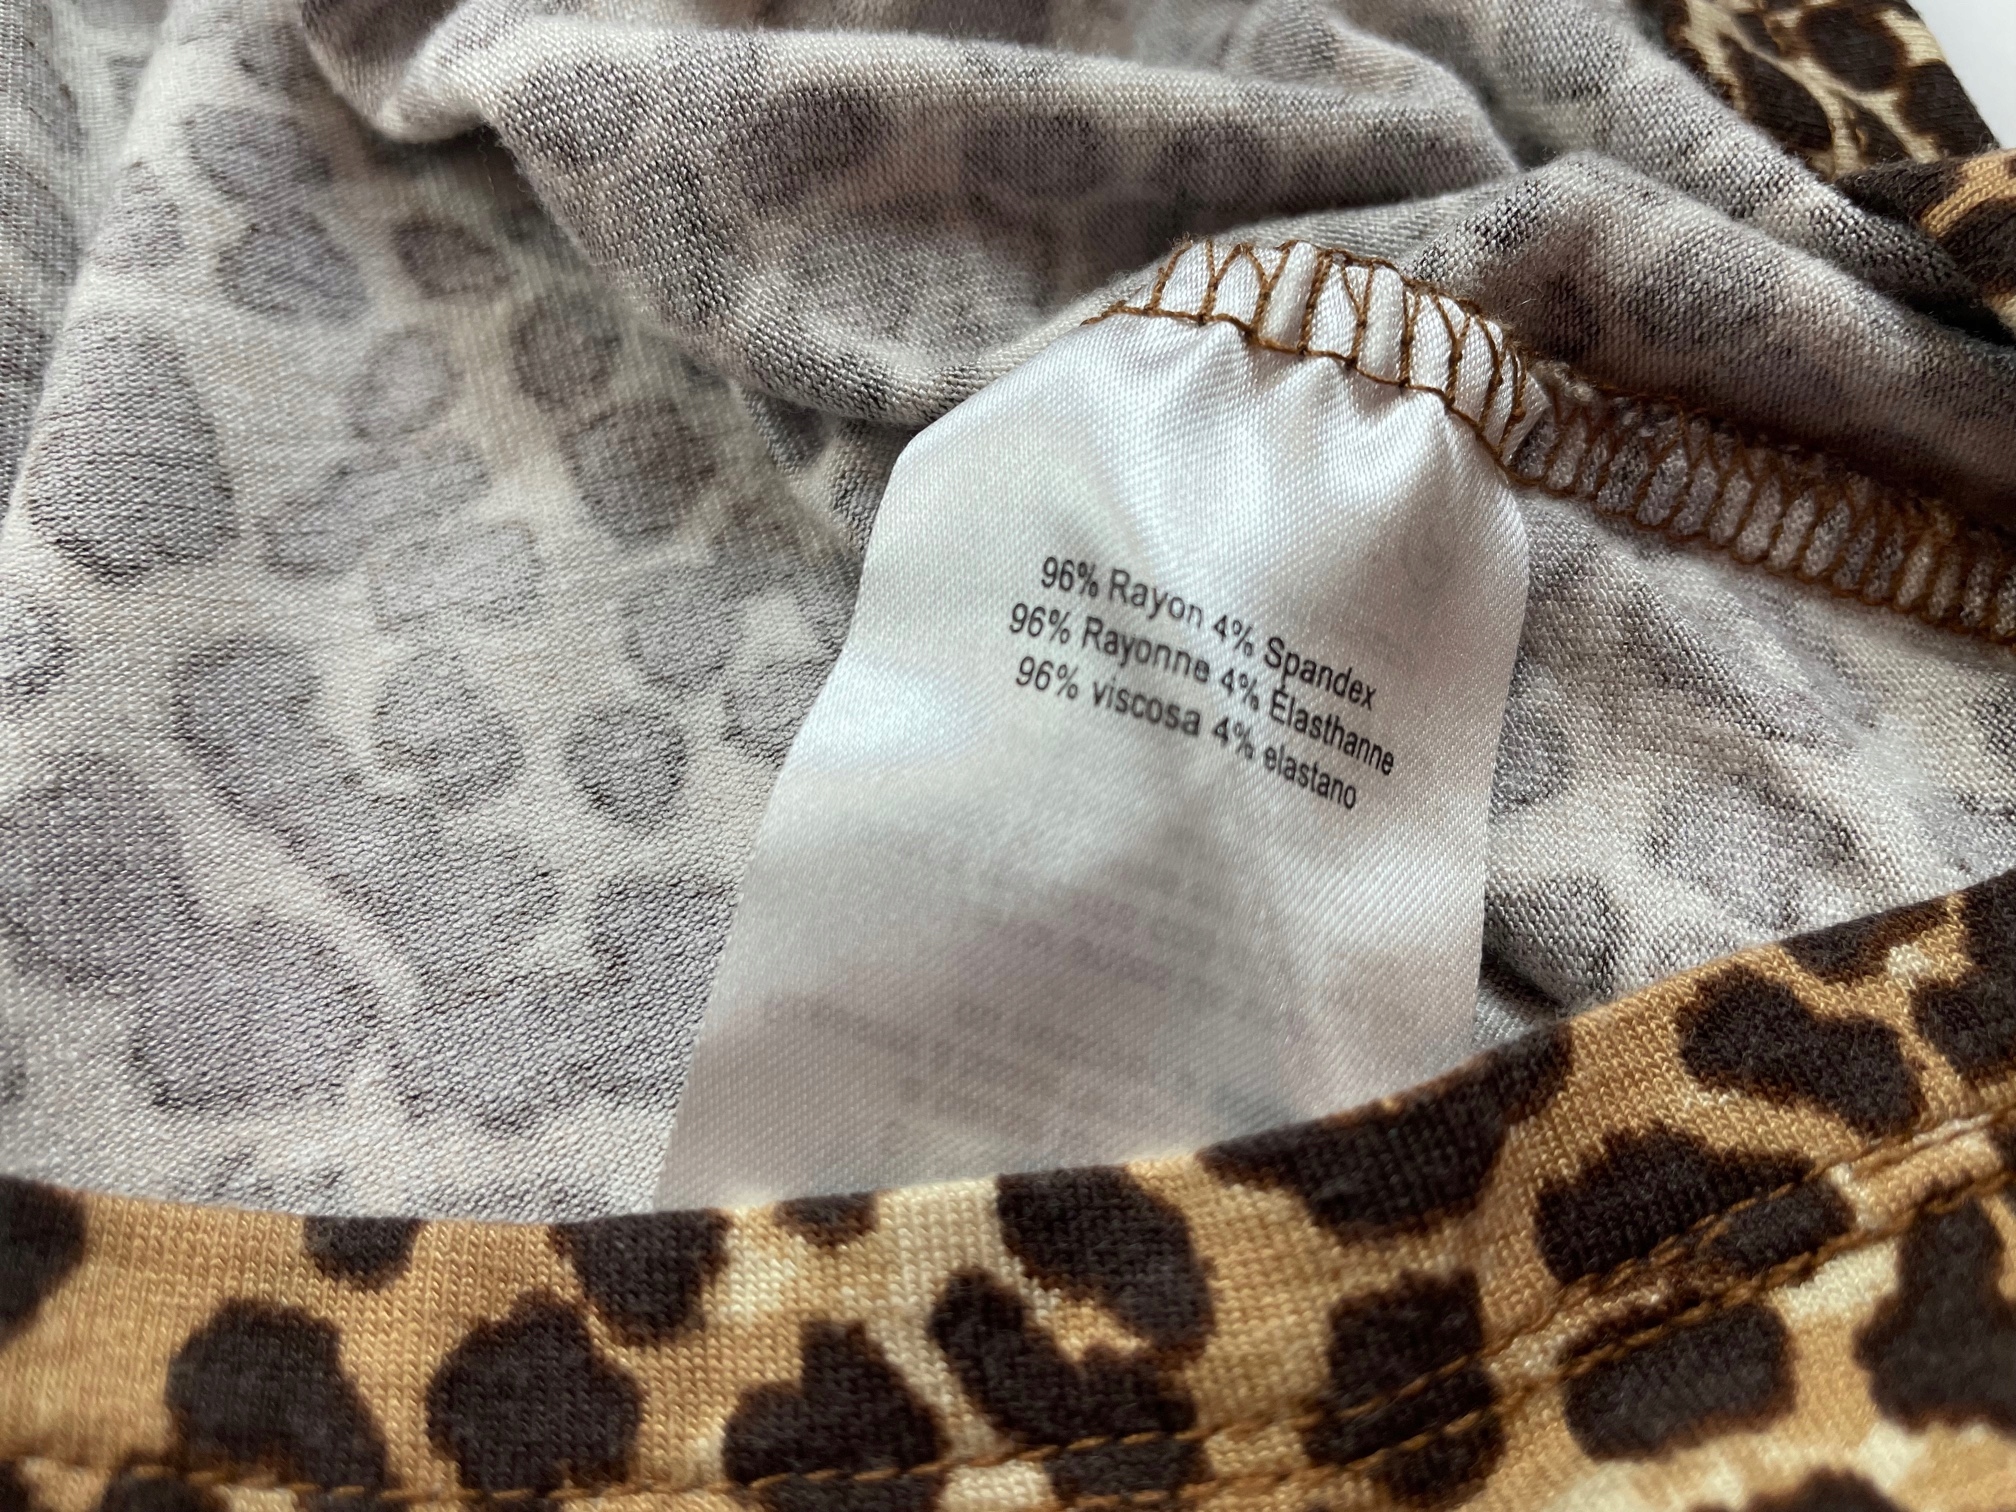 96% Rayon 4% Spandex
96% Rayonne 4% Élasthanne
96% viscosa 4% elastano